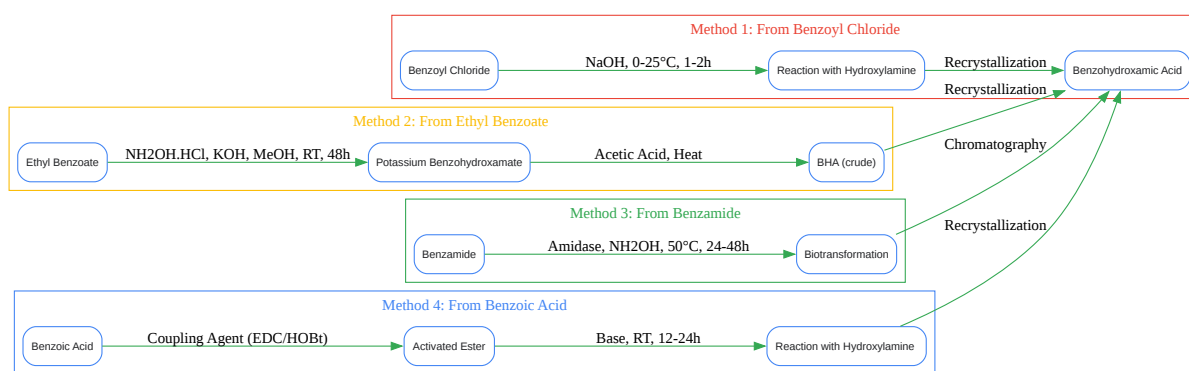 Method 1: From Benzoyl Chloride
Benzoyl Chloride
NaOH, 0-25°C, 1-2h
Reaction with Hydroxylamine
Recrystallization
Benzohydroxamic Acid
Recrystallization
Method 2: From Ethyl Benzoate
Ethyl Benzoate
NH2OH.HCl, KOH, MeOH, RT, 48h
Potassium Benzohydroxamate
Acetic Acid, Heat
BHA (crude)
Chromatography
Method 3: From Benzamide
Benzamide
Amidase, NH2OH, 50°C, 24-48h
Biotransformation
Recrystallization
Method 4: From Benzoic Acid
Benzoic Acid
Coupling Agent (EDC/HOBt)
Activated Ester
Base, RT, 12-24h
Reaction with Hydroxylamine